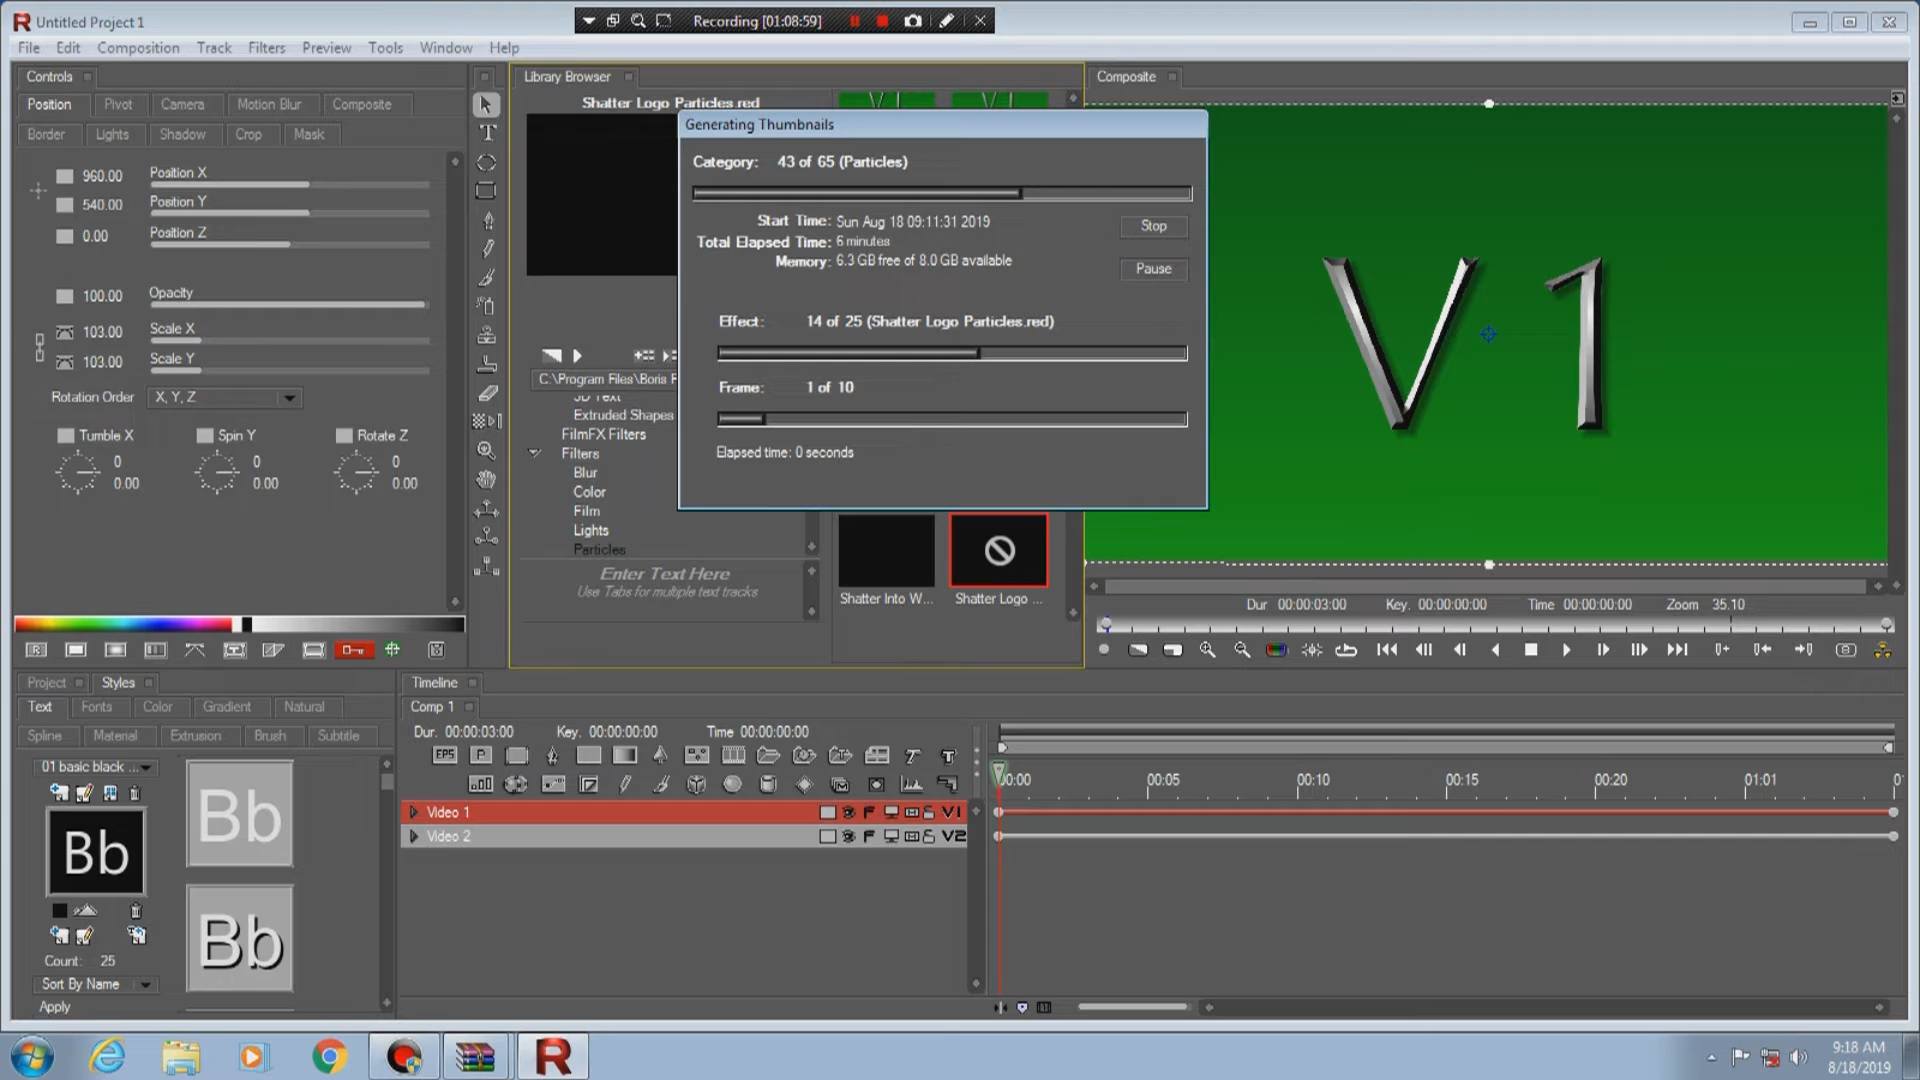 Untitled Project 1
Recording [01:08:59]
File Edit Composition Track Filters Preview Tools Window Help
Controls
Position Pivot Camera Motion Blur Composite
Border Lights Shadow Crop Mask
960.00 Position X
540.00 Position Y
0.00 Position Z
100.00 Opacity
103.00 Scale X
103.00 Scale Y
Rotation Order X, Y, Z
Tumble X Spin Y Rotate Z
0 0 0
0.00 0.00 0.00
Library Browser
Shatter Logo Particles.red
C:\Program Files\Boris F
3D Text
Extruded Shapes
FilmFX Filters
Filters
Blur
Color
Film
Lights
Particles
Enter Text Here
Use Tabs for multiple text tracks
Shatter Into W... Shatter Logo ...
Generating Thumbnails
Category: 43 of 65 (Particles)
Start Time: Sun Aug 18 09:11:31 2019
Total Elapsed Time: 6 minutes
Memory: 6.3 GB free of 8.0 GB available
Stop
Pause
Effect: 14 of 25 (Shatter Logo Particles.red)
Frame: 1 of 10
Elapsed time: 0 seconds
Composite
V1
Dur 00:00:03:00 Key. 00:00:00:00 Time 00:00:00:00 Zoom 35.10
Project Styles
Text Fonts Color Gradient Natural
Spline Material Extrusion Brush Subtitle
01 basic black ...
Bb
Bb
Bb
Count: 25
Sort By Name
Apply
Timeline
Comp 1
Dur. 00:00:03:00 Key. 00:00:00:00 Time 00:00:00:00
EPS P
00:00 00:05 00:10 00:15 00:20 01:01 0
Video 1 F V1
Video 2 F V2
9:18 AM
8/18/2019